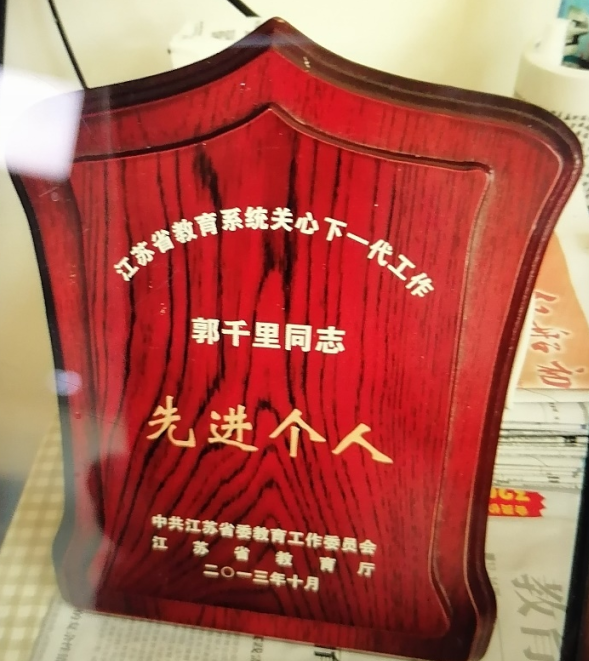 江苏省教育系统关心下一代工作
郭千里同志
先进个人
中共江苏省委教育工作委员会
江苏省教育厅
二〇一三年十月
教育